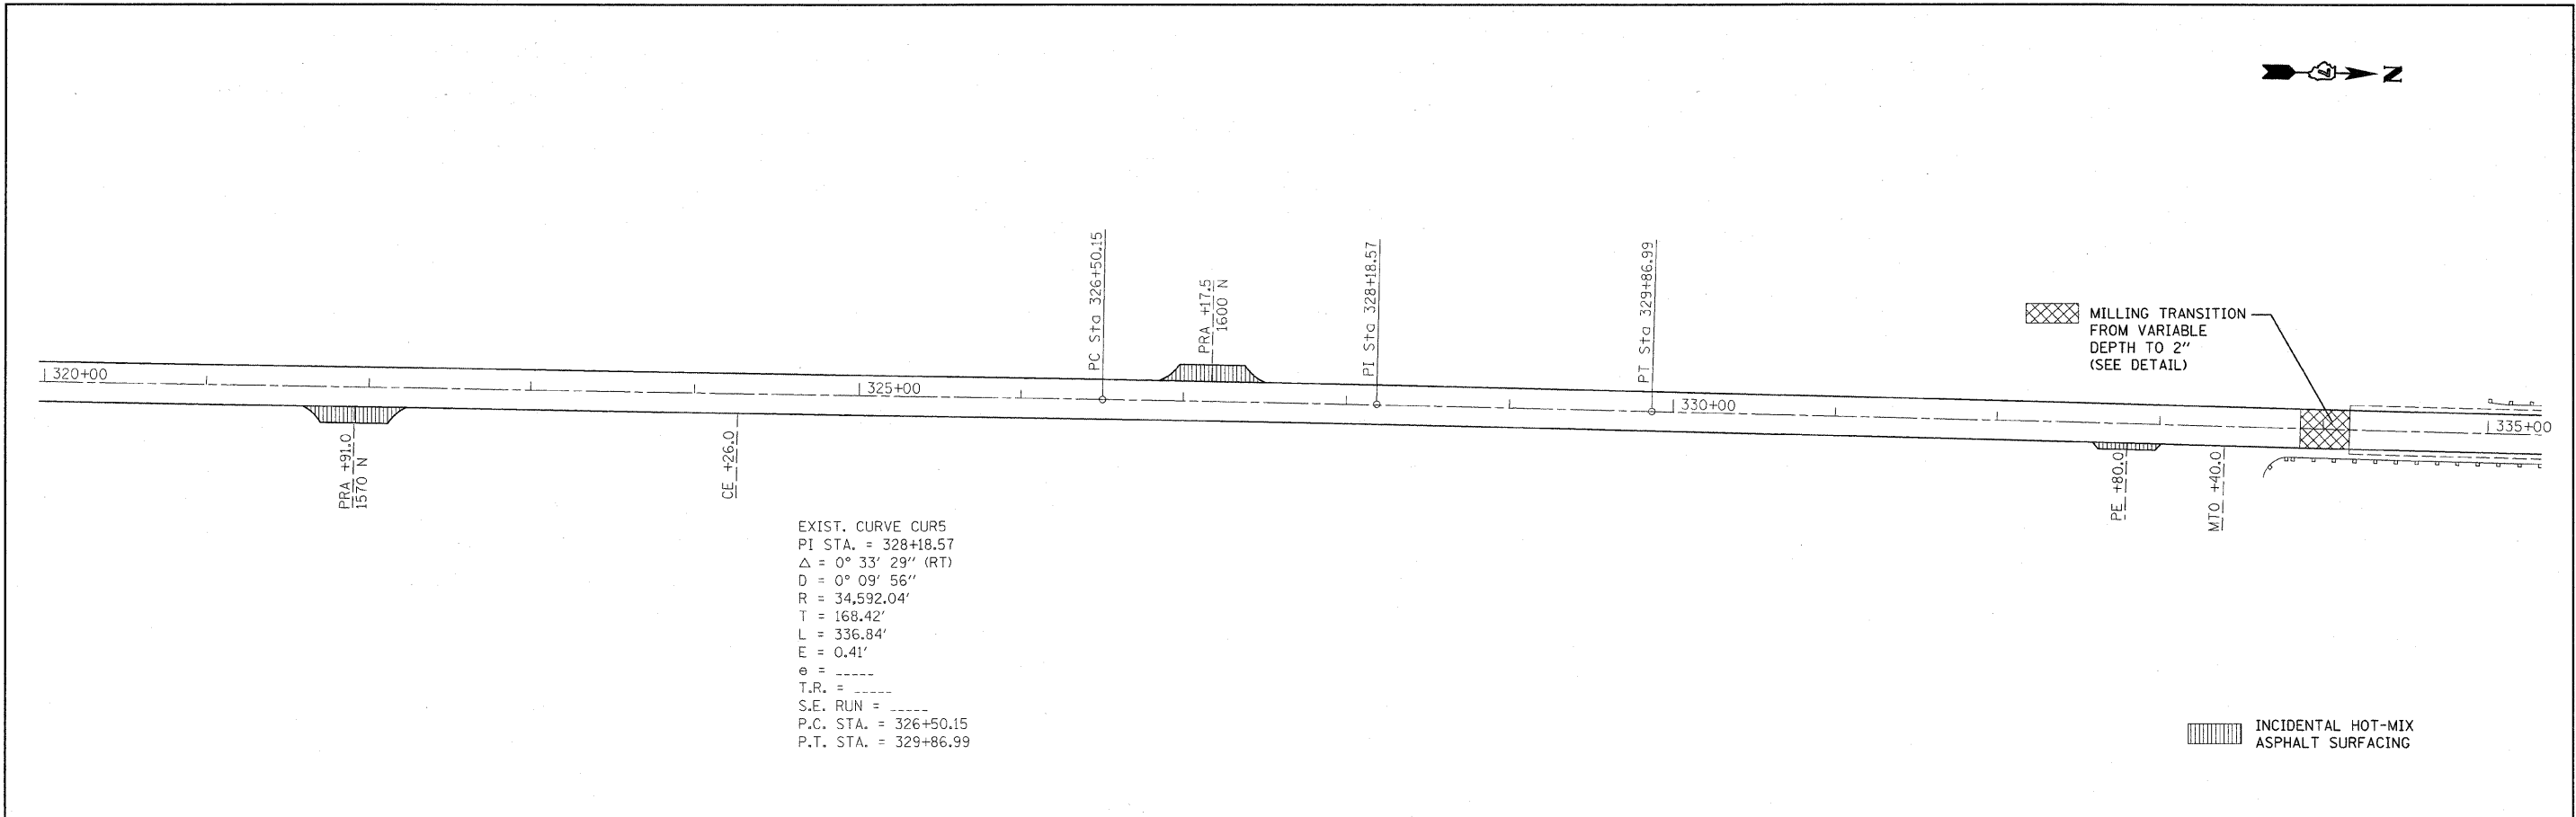 N
PC Sta 326+50.15
PRA +17.5
1600 N
PI Sta 328+18.57
PT Sta 329+86.99
MILLING TRANSITION
FROM VARIABLE
DEPTH TO 2"
(SEE DETAIL)
320+00
325+00
330+00
335+00
PRA +91.0
1570 N
CE +26.0
PE +80.0
MTO +40.0
EXIST. CURVE CUR5
PI STA. = 328+18.57
Δ = 0° 33' 29" (RT)
D = 0° 09' 56"
R = 34,592.04'
T = 168.42'
L = 336.84'
E = 0.41'
e = _____
T.R. = _____
S.E. RUN = _____
P.C. STA. = 326+50.15
P.T. STA. = 329+86.99
INCIDENTAL HOT-MIX
ASPHALT SURFACING